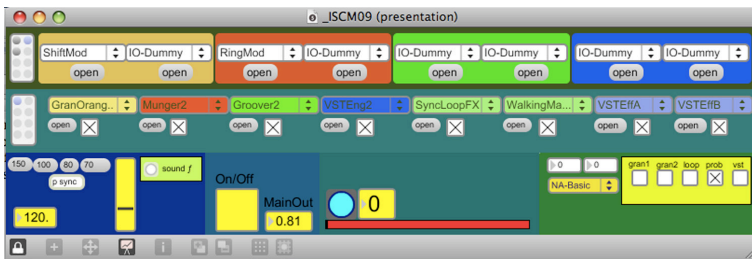 _ISCM09 (presentation)
ShiftMod IO-Dummy RingMod IO-Dummy IO-Dummy IO-Dummy IO-Dummy IO-Dummy
open open open open open open open open
GranOrang.. Munger2 Groover2 VSTEng2 SyncLoopFX WalkingMa... VSTEffA VSTEffB
open open open open open open open open
150 100 80 70 sound f 0 0 gran1 gran2 loop prob vst
p sync On/Off NA-Basic
MainOut 0
120. 0.81